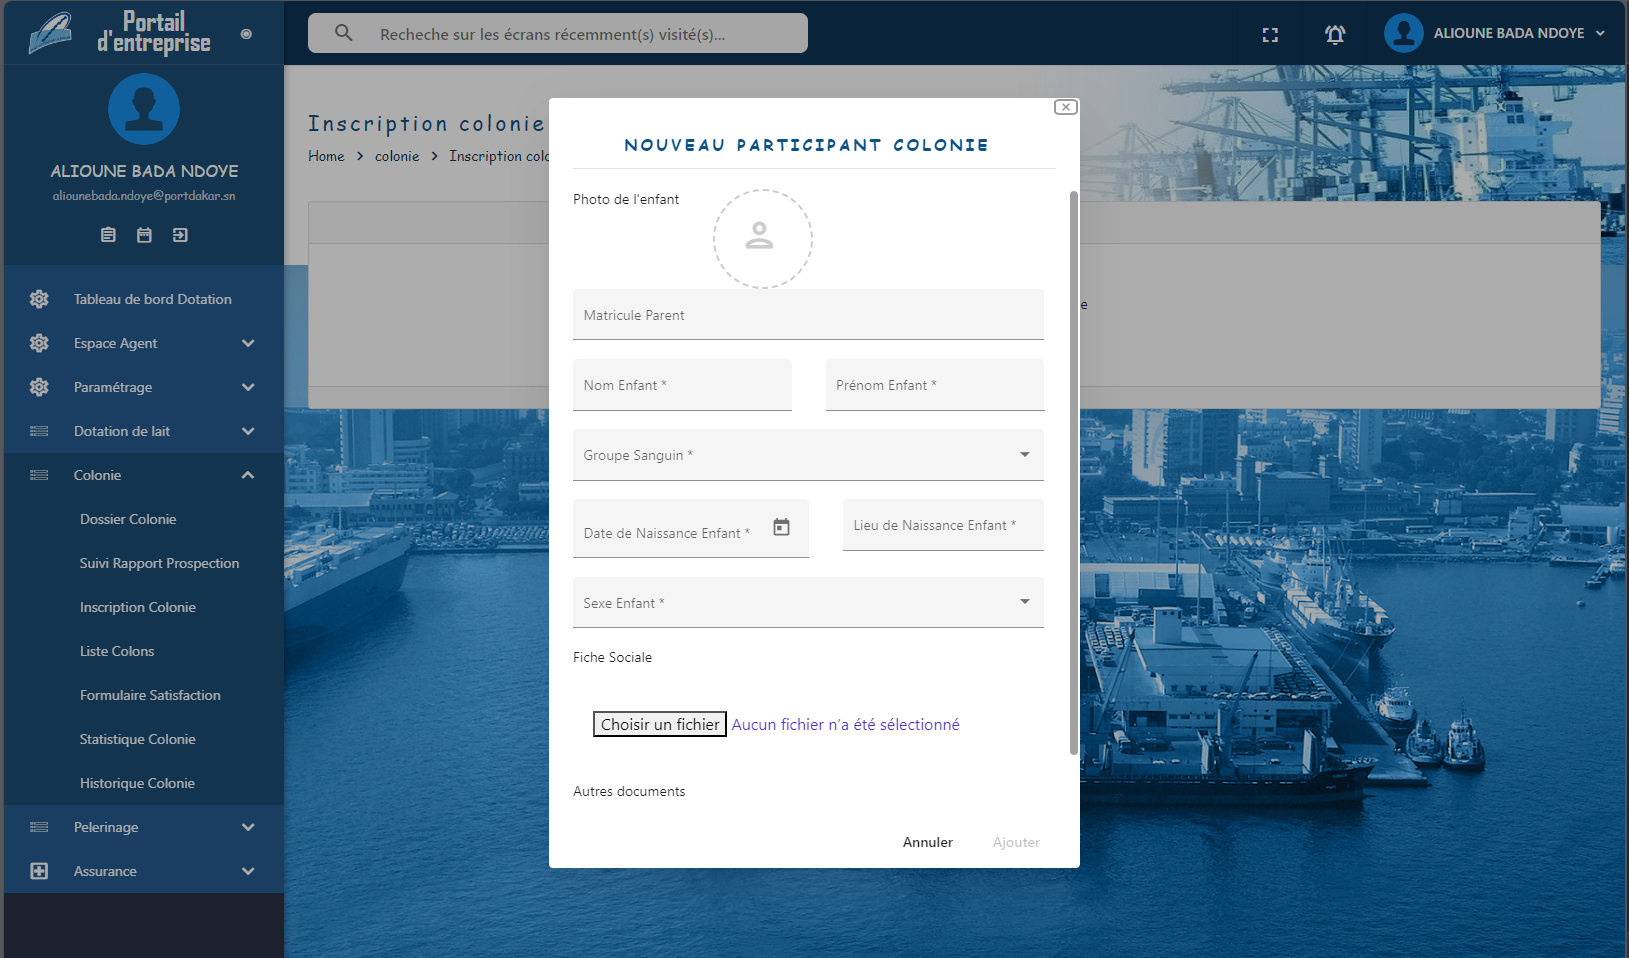 Portail
d'entreprise
Recheche sur les écrans récemment(s) visité(s)...
ALIOUNE BADA NDOYE
ALIOUNE BADA NDOYE
aliounebada.ndoye@portdakar.sn
Tableau de bord Dotation
Espace Agent
Paramétrage
Dotation de lait
Colonie
Dossier Colonie
Suivi Rapport Prospection
Inscription Colonie
Liste Colons
Formulaire Satisfaction
Statistique Colonie
Historique Colonie
Pelerinage
Assurance
Inscription colonie
Home > colonie > Inscription colo
NOUVEAU PARTICIPANT COLONIE
Photo de l'enfant
Matricule Parent
Nom Enfant * Prénom Enfant *
Groupe Sanguin *
Date de Naissance Enfant * Lieu de Naissance Enfant *
Sexe Enfant *
Fiche Sociale
Choisir un fichier Aucun fichier n'a été sélectionné
Autres documents
Annuler Ajouter